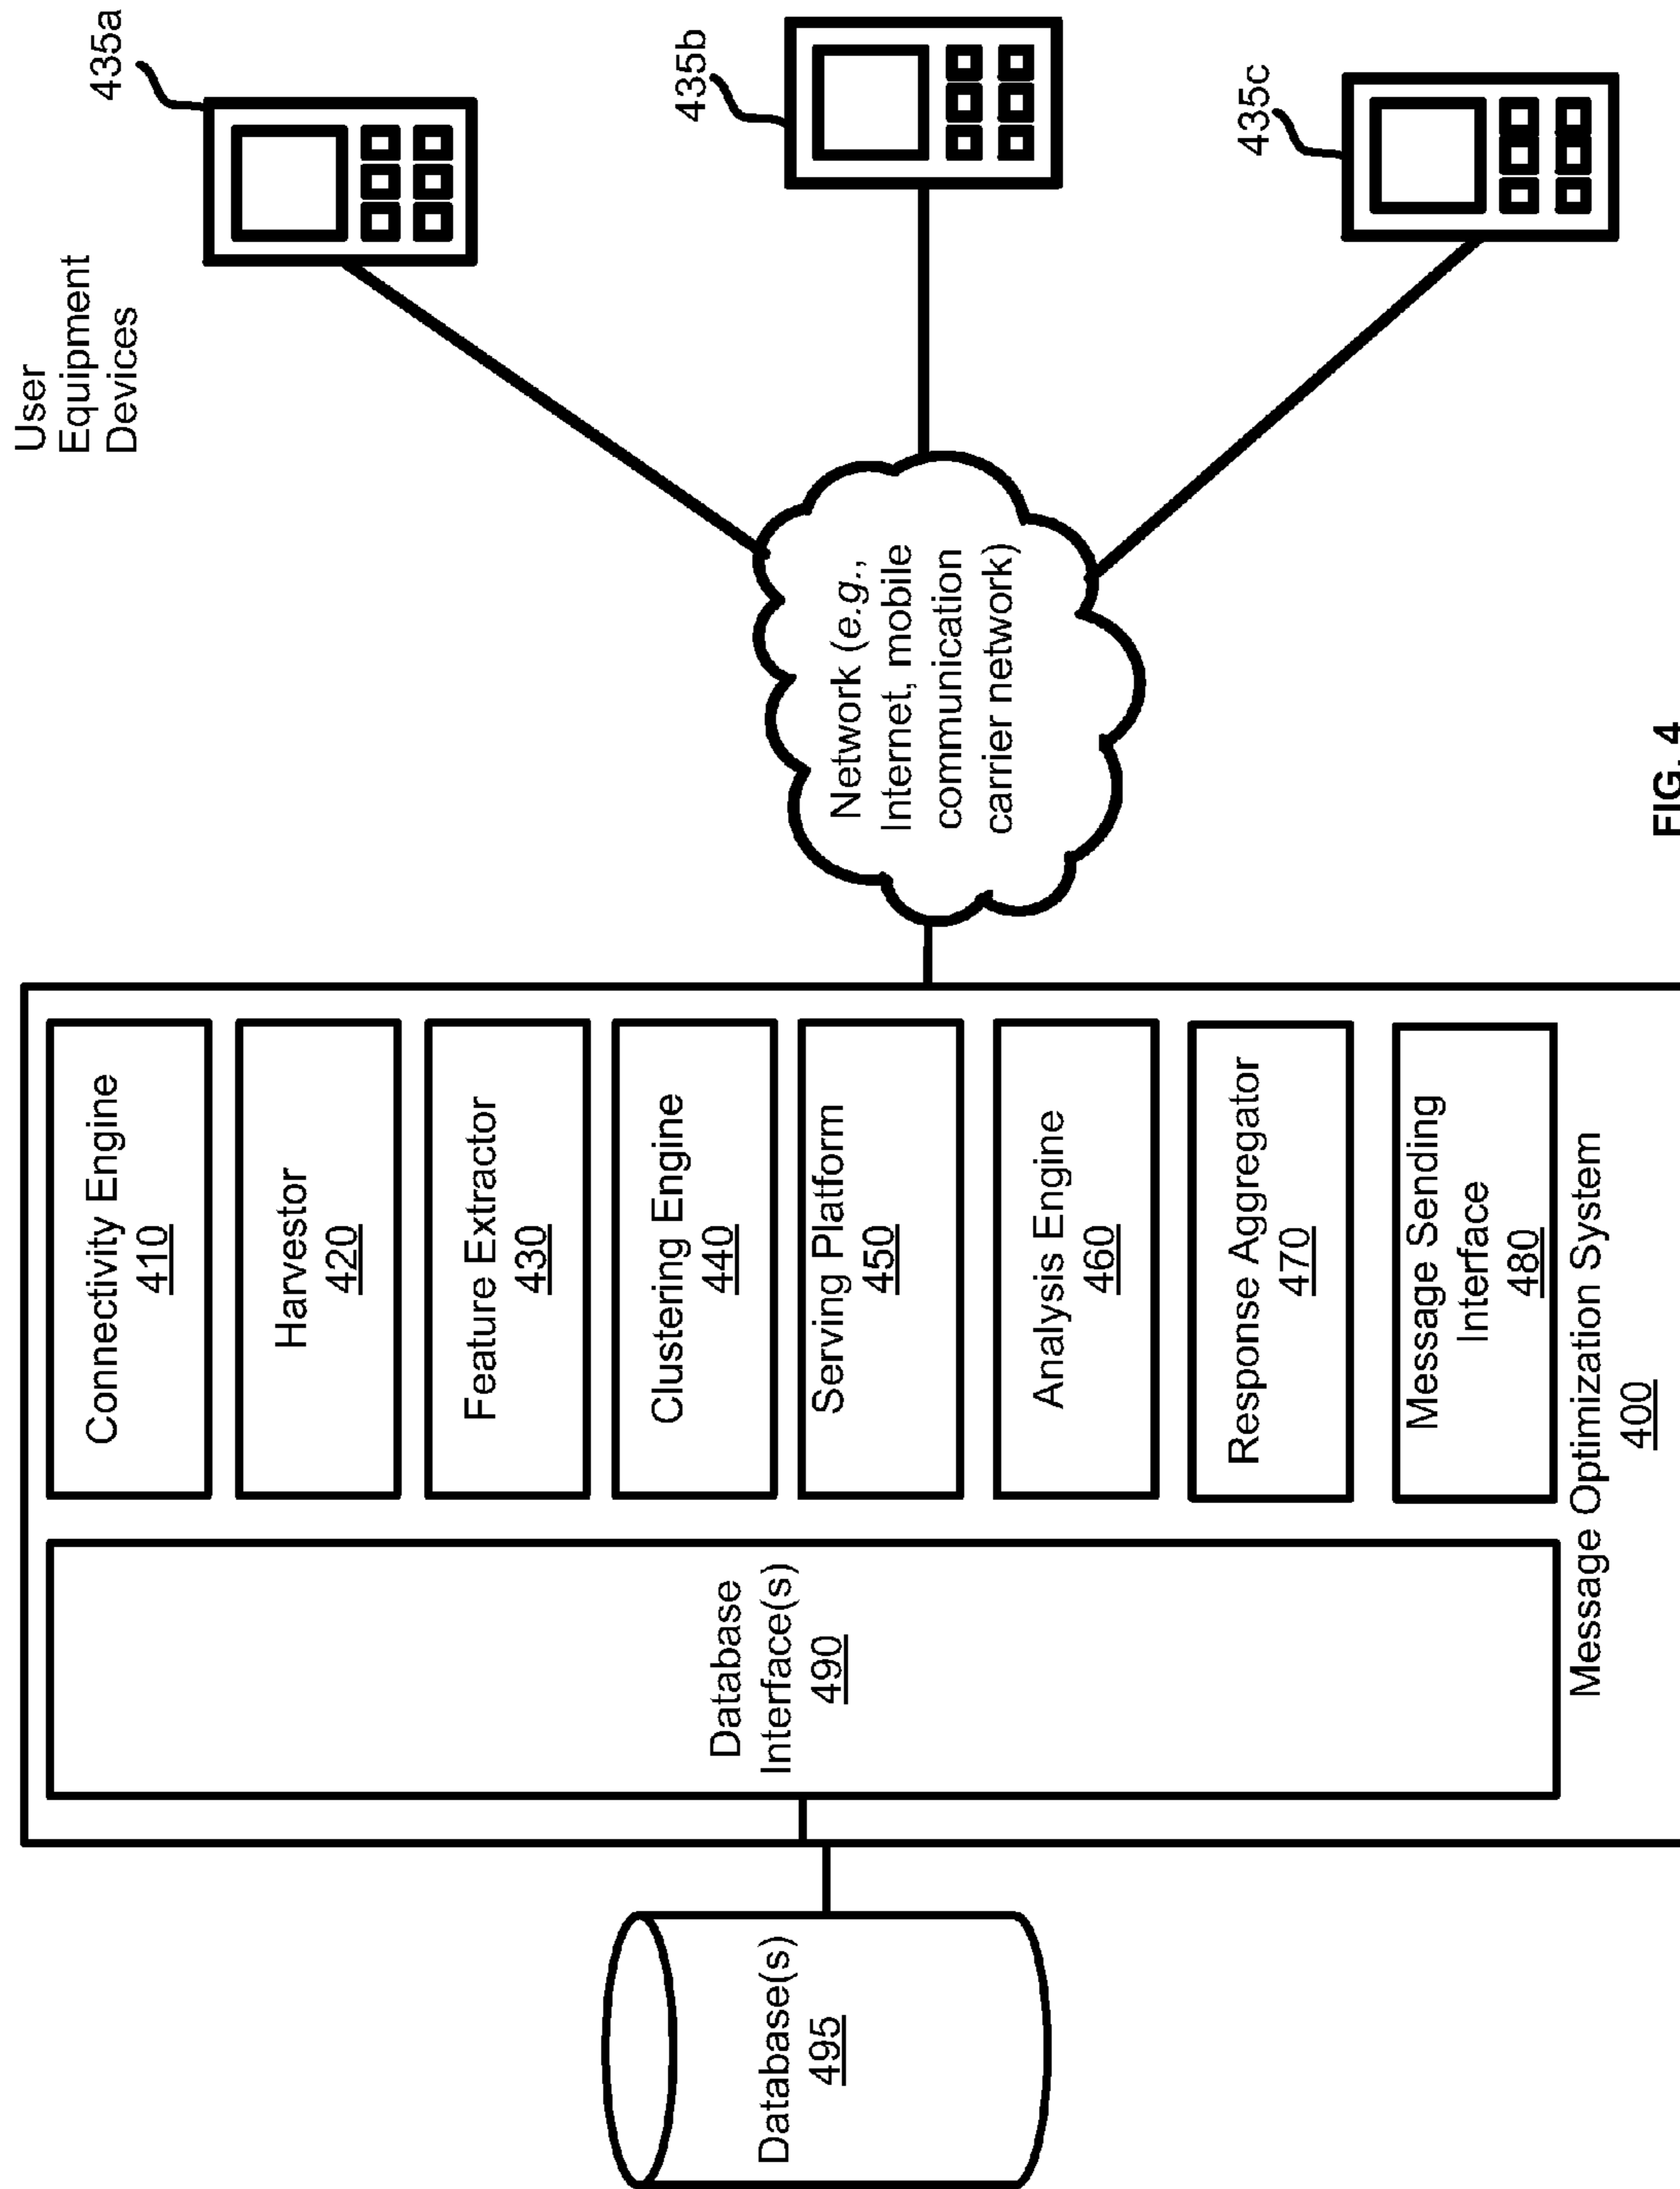 User
Equipment
Devices
435a
435b
435c
Network (e.g.,
Internet, mobile
communication
carrier network)
Connectivity Engine
410
Harvestor
420
Feature Extractor
430
Clustering Engine
440
Serving Platform
450
Analysis Engine
460
Response Aggregator
470
Message Sending
Interface
480
Database
Interface(s)
490
Message Optimization System
400
Database(s)
495
FIG. 4